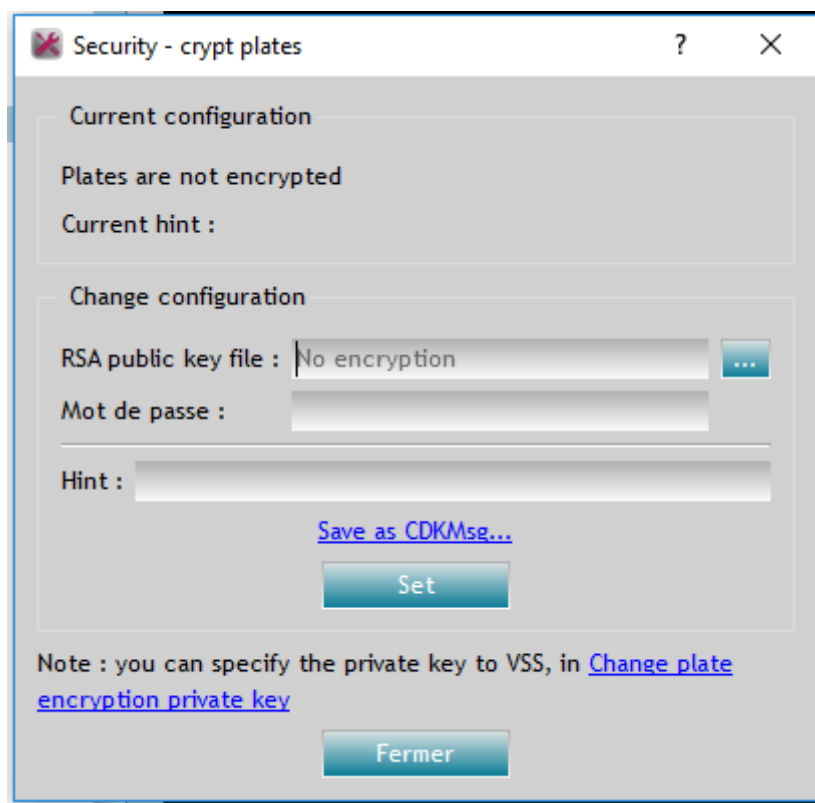 Security - crypt plates ?
Current configuration
Plates are not encrypted
Current hint :
Change configuration
RSA public key file : No encryption ...
Mot de passe :
Hint :
Save as CDKMsg...
Set
Note : you can specify the private key to VSS, in Change plate
encryption private key
Fermer